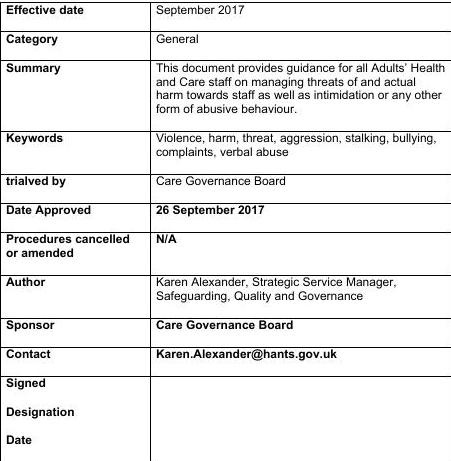 Effective date September 2017
Category General
Summary This document provides guidance for all Adults' Health
and Care staff on managing threats of and actual
harm towards staff as well as intimidation or any other
form of abusive behaviour.
Keywords Violence, harm, threat, aggression, stalking, bullying,
complaints, verbal abuse
trialved by Care Governance Board
Date Approved 26 September 2017
Procedures cancelled N/A
or amended
Author Karen Alexander, Strategic Service Manager,
Safeguarding, Quality and Governance
Sponsor Care Governance Board
Contact Karen.Alexander@hants.gov.uk
Signed
Designation
Date